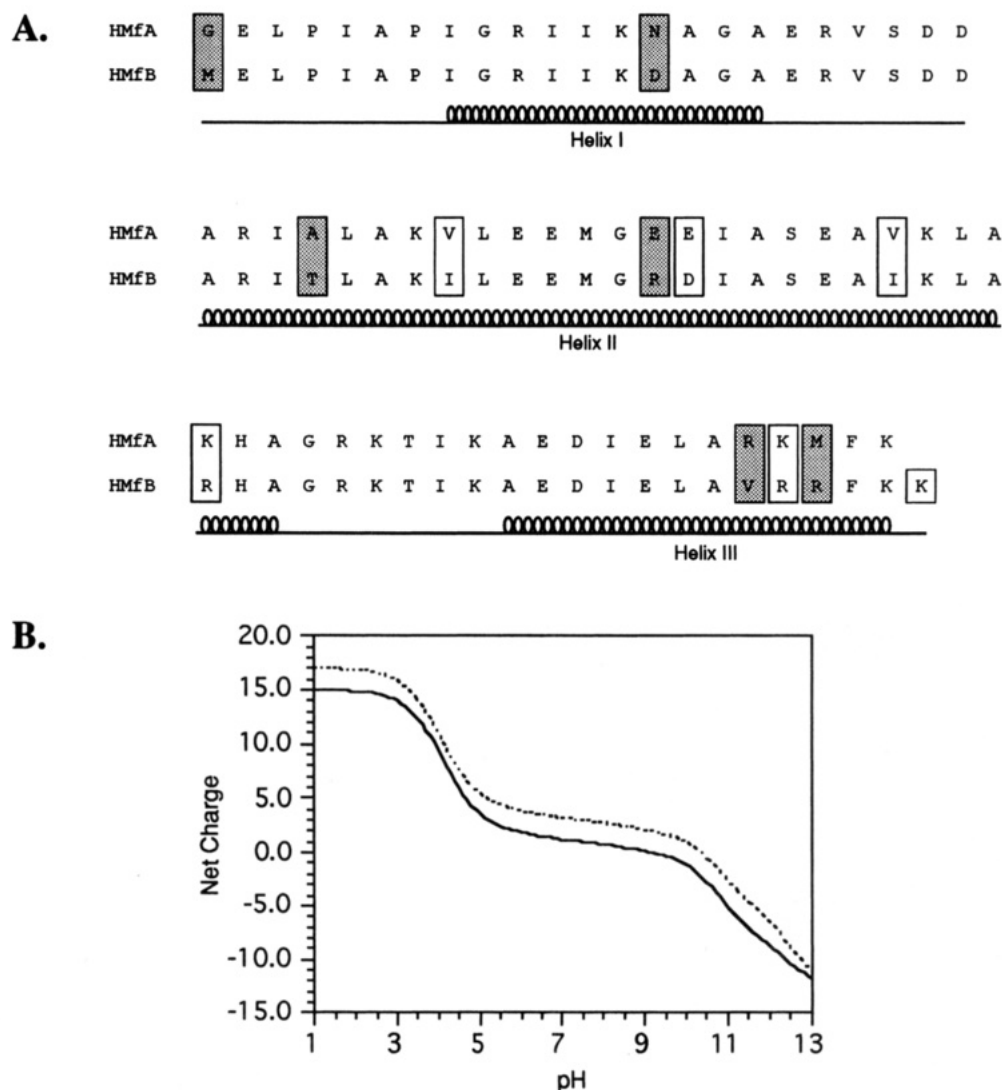 A.
HMfA G E L P I A P I G R I I K N A G A E R V S D D
HMfB M E L P I A P I G R I I K D A G A E R V S D D
Helix I
HMfA A R I A L A K V L E E M G E E I A S E A V K L A
HMfB A R I T L A K I L E E M G R D I A S E A I K L A
Helix II
HMfA K H A G R K T I K A E D I E L A R K M F K
HMfB R H A G R K T I K A E D I E L A V R R F K K
Helix III
B.
20.0
15.0
10.0
5.0
0.0
-5.0
-10.0
-15.0
Net Charge
1 3 5 7 9 11 13
pH